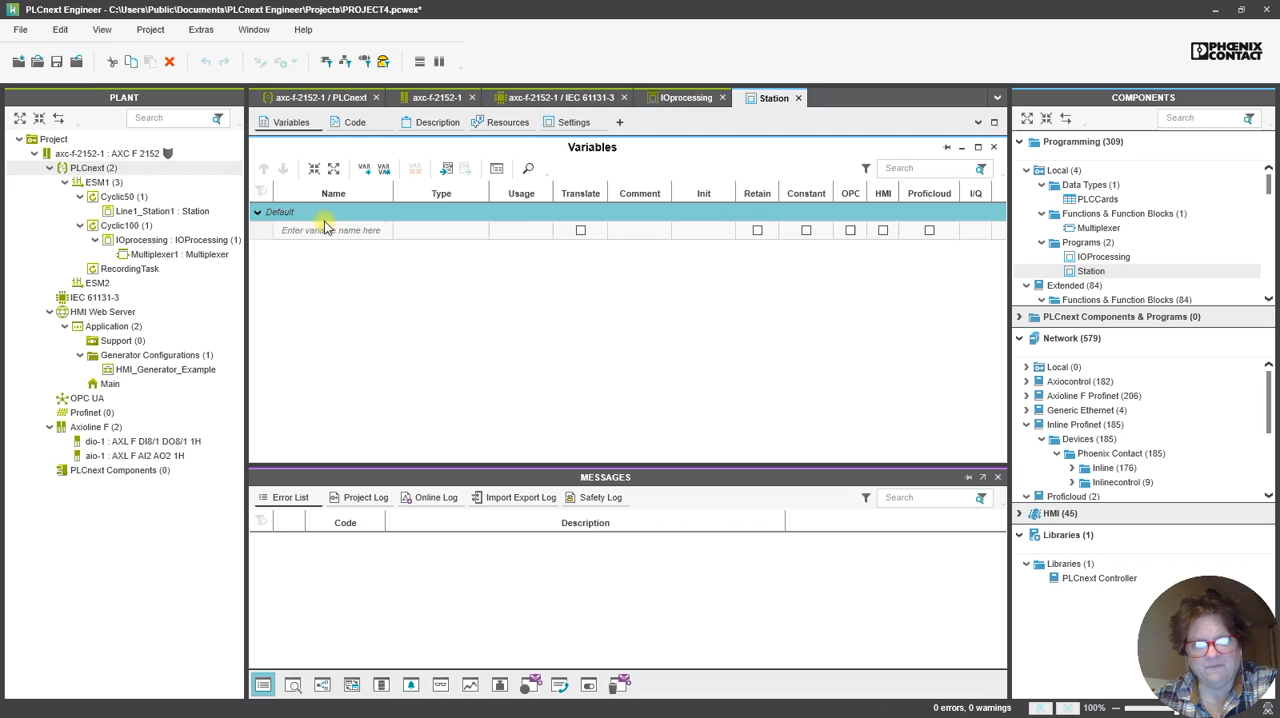 PLCnext Engineer - C:\Users\Public\Documents\PLCnext Engineer\Projects\PROJECT4.pcwex*
File Edit View Project Extras Window Help
PHOENIX CONTACT
PLANT
Search
Project
axc-f-2152-1 : AXC F 2152
PLCnext (2)
ESM1 (3)
Cyclic50 (1)
Line1_Station1 : Station
Cyclic100 (1)
IOprocessing : IOProcessing (1)
Multiplexer1 : Multiplexer
RecordingTask
ESM2
IEC 61131-3
HMI Web Server
Application (2)
Support (0)
Generator Configurations (1)
HMI_Generator_Example
Main
OPC UA
Profinet (0)
Axioline F (2)
dio-1 : AXL F DI8/1 DO8/1 1H
aio-1 : AXL F AI2 AO2 1H
PLCnext Components (0)
axc-f-2152-1 / PLCnext axc-f-2152-1 axc-f-2152-1 / IEC 61131-3 IOprocessing Station
Variables Code Description Resources Settings
Variables
Search
Name Type Usage Translate Comment Init Retain Constant OPC HMI Proficloud I/Q
Default
Enter variable name here
MESSAGES
Error List Project Log Online Log Import Export Log Safety Log Search
Code Description
COMPONENTS
Search
Programming (309)
Local (4)
Data Types (1)
PLCCards
Functions & Function Blocks (1)
Multiplexer
Programs (2)
IOProcessing
Station
Extended (84)
Functions & Function Blocks (84)
PLCnext Components & Programs (0)
Network (579)
Local (0)
Axiocontrol (182)
Axioline F Profinet (206)
Generic Ethernet (4)
Inline Profinet (185)
Devices (185)
Phoenix Contact (185)
Inline (176)
Inlinecontrol (9)
Proficloud (2)
HMI (45)
Libraries (1)
Libraries (1)
PLCnext Controller
0 errors, 0 warnings
100%